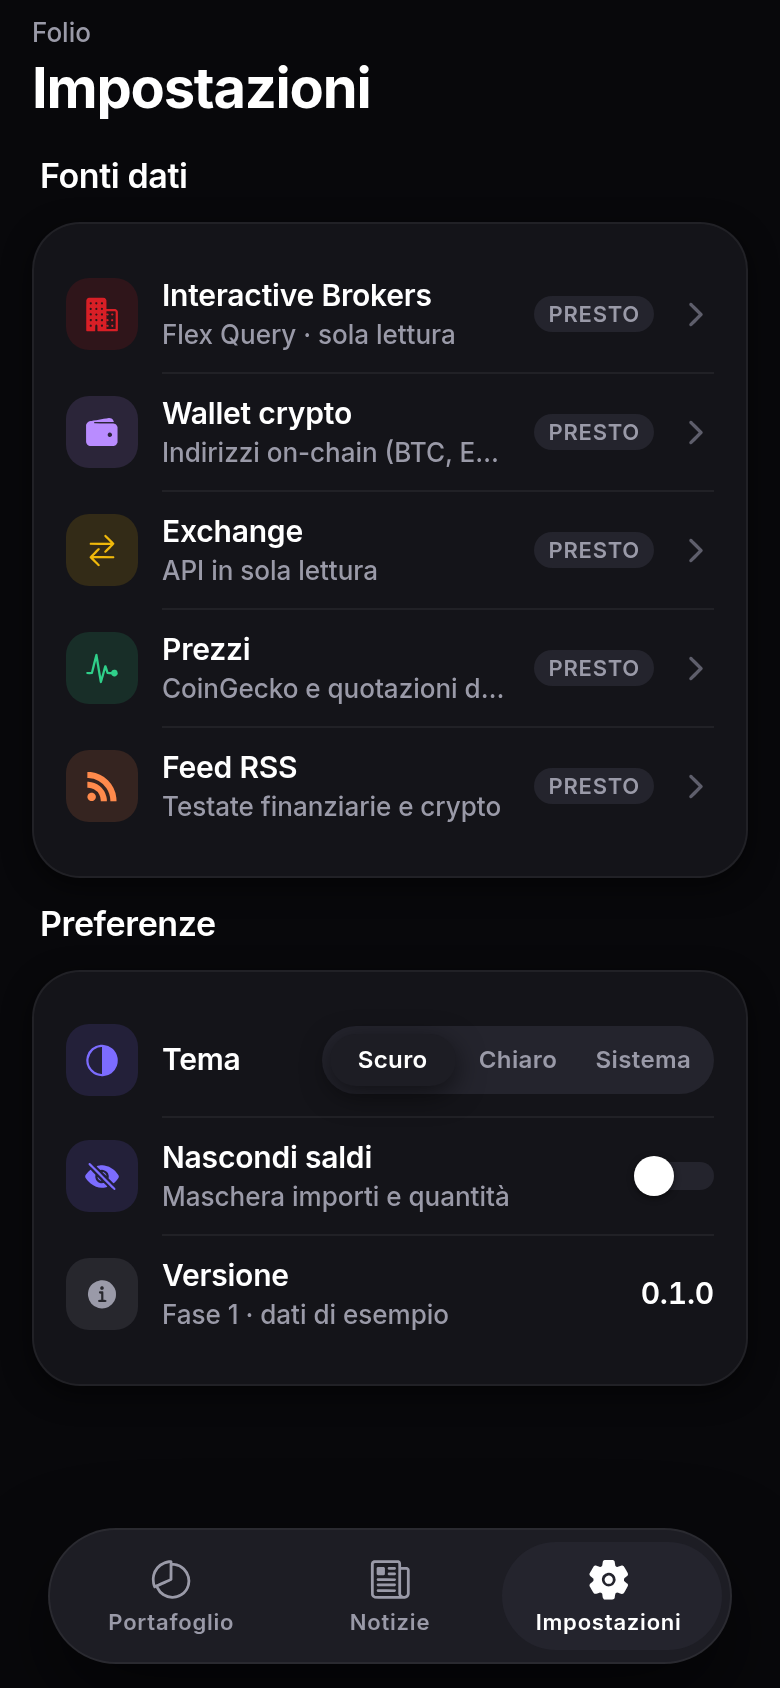 Folio
Impostazioni
Fonti dati
Interactive Brokers
Flex Query · sola lettura
PRESTO
Wallet crypto
Indirizzi on-chain (BTC, E...
PRESTO
Exchange
API in sola lettura
PRESTO
Prezzi
CoinGecko e quotazioni d...
PRESTO
Feed RSS
Testate finanziarie e crypto
PRESTO
Preferenze
Tema
Scuro Chiaro Sistema
Nascondi saldi
Maschera importi e quantità
Versione
Fase 1 · dati di esempio
0.1.0
Portafoglio Notizie Impostazioni